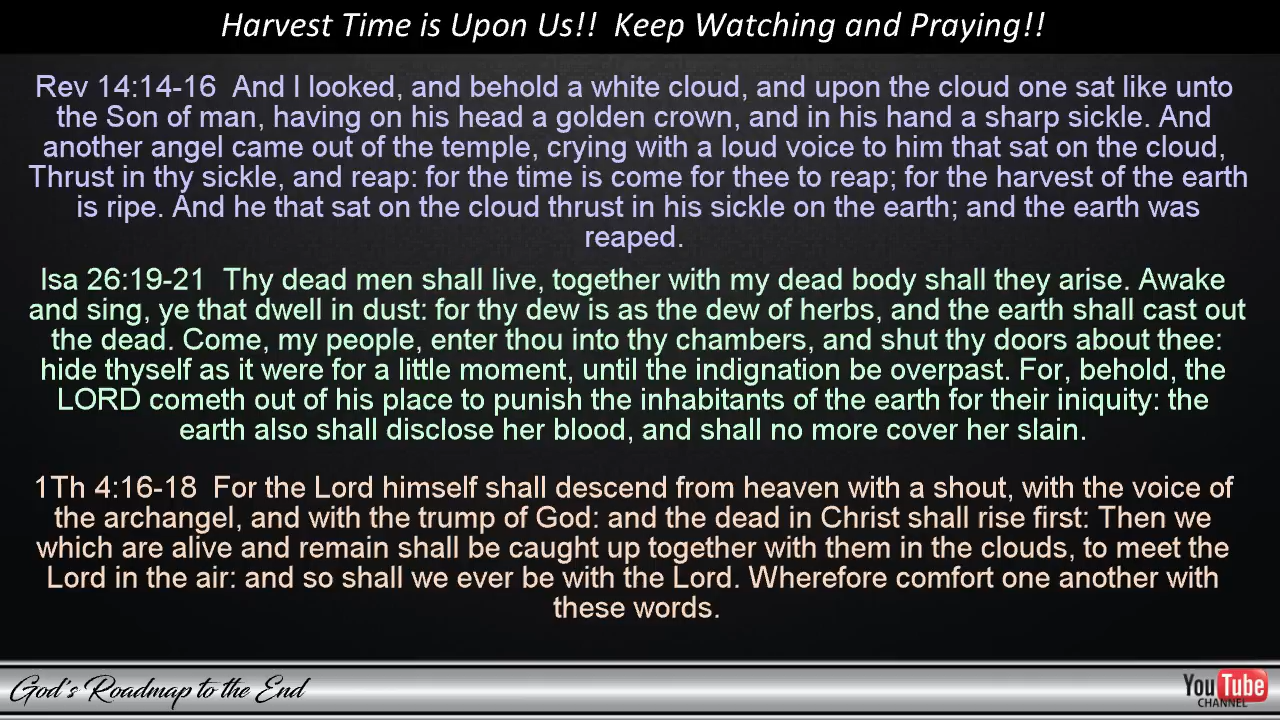 Harvest Time is Upon Us!!  Keep Watching and Praying!!
Rev 14:14-16  And I looked, and behold a white cloud, and upon the cloud one sat like unto
the Son of man, having on his head a golden crown, and in his hand a sharp sickle. And
another angel came out of the temple, crying with a loud voice to him that sat on the cloud,
Thrust in thy sickle, and reap: for the time is come for thee to reap; for the harvest of the earth
is ripe. And he that sat on the cloud thrust in his sickle on the earth; and the earth was
reaped.
Isa 26:19-21  Thy dead men shall live, together with my dead body shall they arise. Awake
and sing, ye that dwell in dust: for thy dew is as the dew of herbs, and the earth shall cast out
the dead. Come, my people, enter thou into thy chambers, and shut thy doors about thee:
hide thyself as it were for a little moment, until the indignation be overpast. For, behold, the
LORD cometh out of his place to punish the inhabitants of the earth for their iniquity: the
earth also shall disclose her blood, and shall no more cover her slain.
1Th 4:16-18  For the Lord himself shall descend from heaven with a shout, with the voice of
the archangel, and with the trump of God: and the dead in Christ shall rise first: Then we
which are alive and remain shall be caught up together with them in the clouds, to meet the
Lord in the air: and so shall we ever be with the Lord. Wherefore comfort one another with
these words.
God's Roadmap to the End
YouTube
CHANNEL